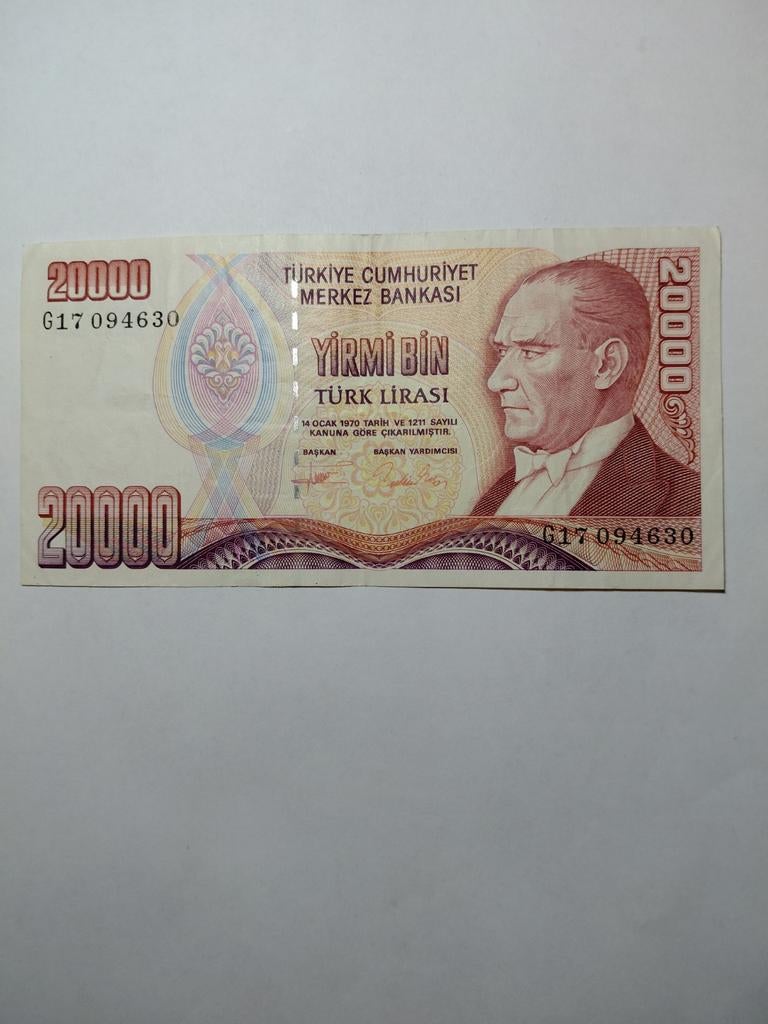 20000
G17 094630
TÜRKİYE CUMHURİYET
MERKEZ BANKASI
YİRMİ BİN
TÜRK LİRASI
14 OCAK 1970 TARİH VE 1211 SAYILI
KANUNA GÖRE ÇIKARILMIŞTIR.
BAŞKAN BAŞKAN YARDIMCISI
20000
20000
G17 094630